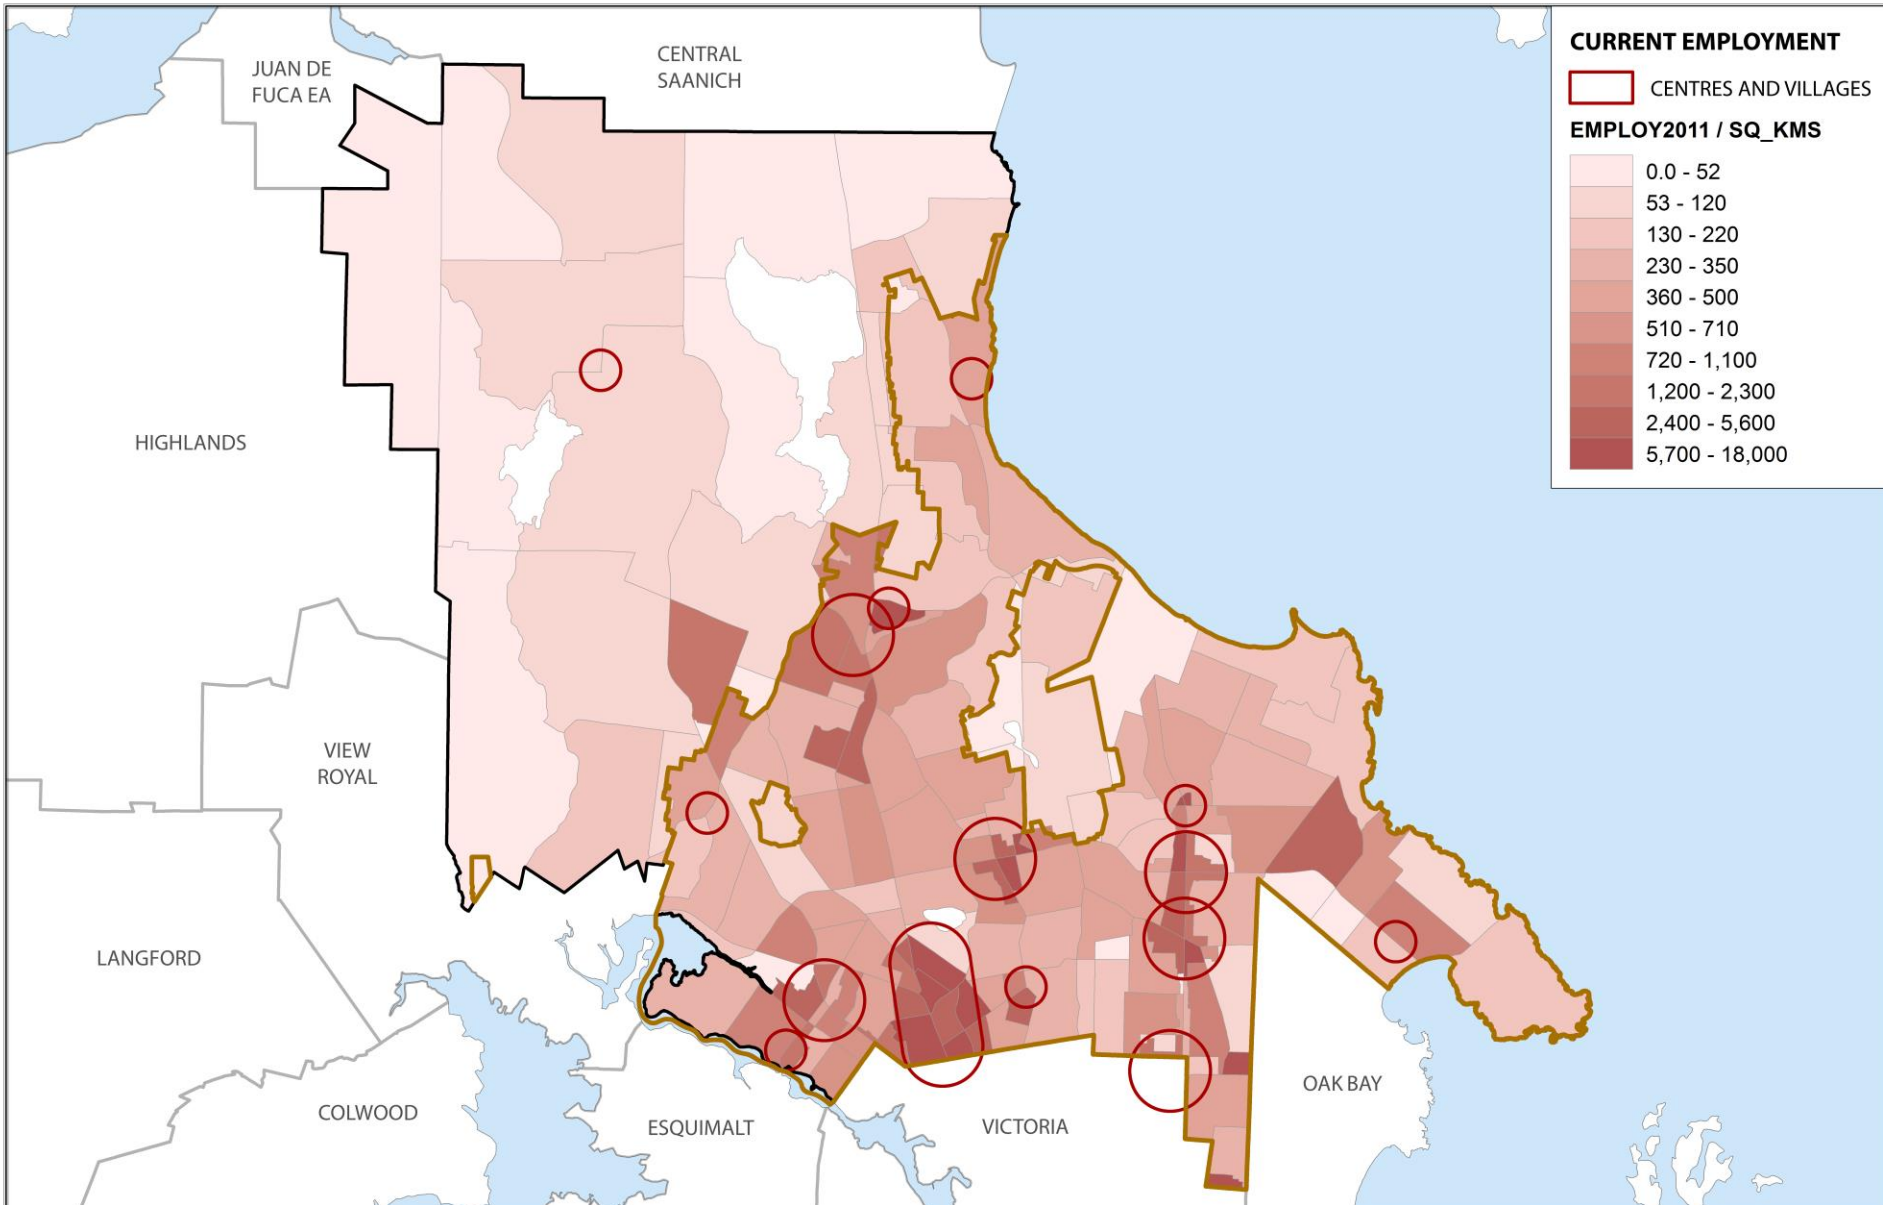 CENTRAL
SAANICH
JUAN DE
FUCA EA
CURRENT EMPLOYMENT
CENTRES AND VILLAGES
EMPLOY2011 / SQ_KMS
0.0 - 52
53 - 120
130 - 220
230 - 350
360 - 500
510 - 710
720 - 1,100
1,200 - 2,300
2,400 - 5,600
5,700 - 18,000
HIGHLANDS
VIEW
ROYAL
LANGFORD
COLWOOD
ESQUIMALT
VICTORIA
OAK BAY